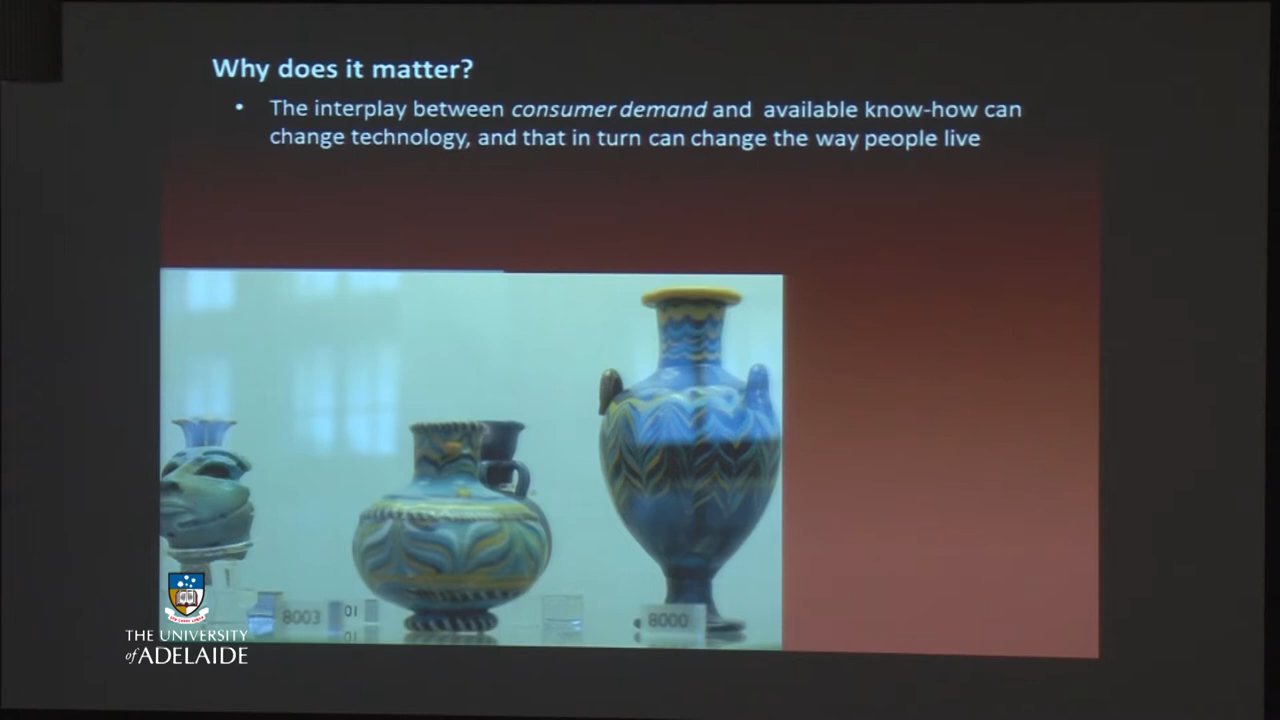 Why does it matter?
• The interplay between consumer demand and available know-how can
change technology, and that in turn can change the way people live
8003
01
01
8000
THE UNIVERSITY
of ADELAIDE